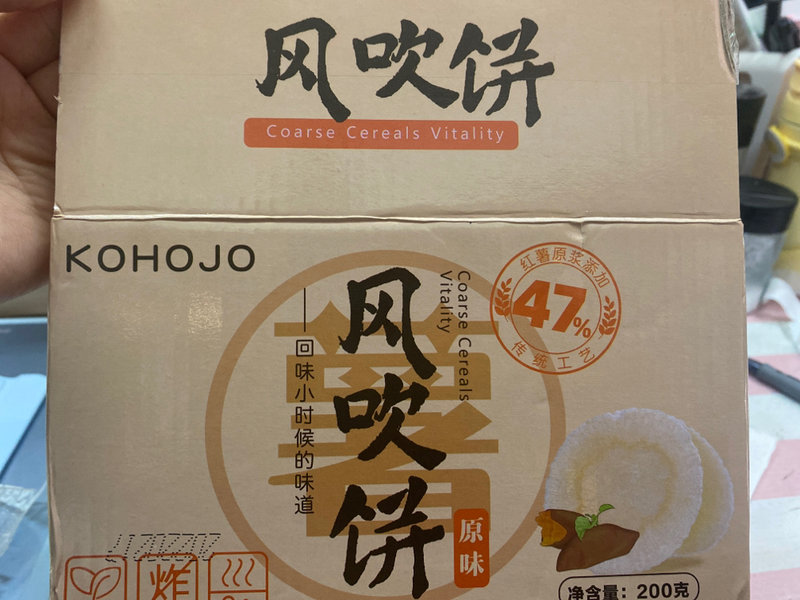 风吹饼
Coarse Cereals Vitality
KOHOJO
风吹饼
Coarse Cereals
Vitality
——回味小时候的味道
薯
原味
红薯原浆添加
47%
传统工艺
20220217
炸
净含量：200克